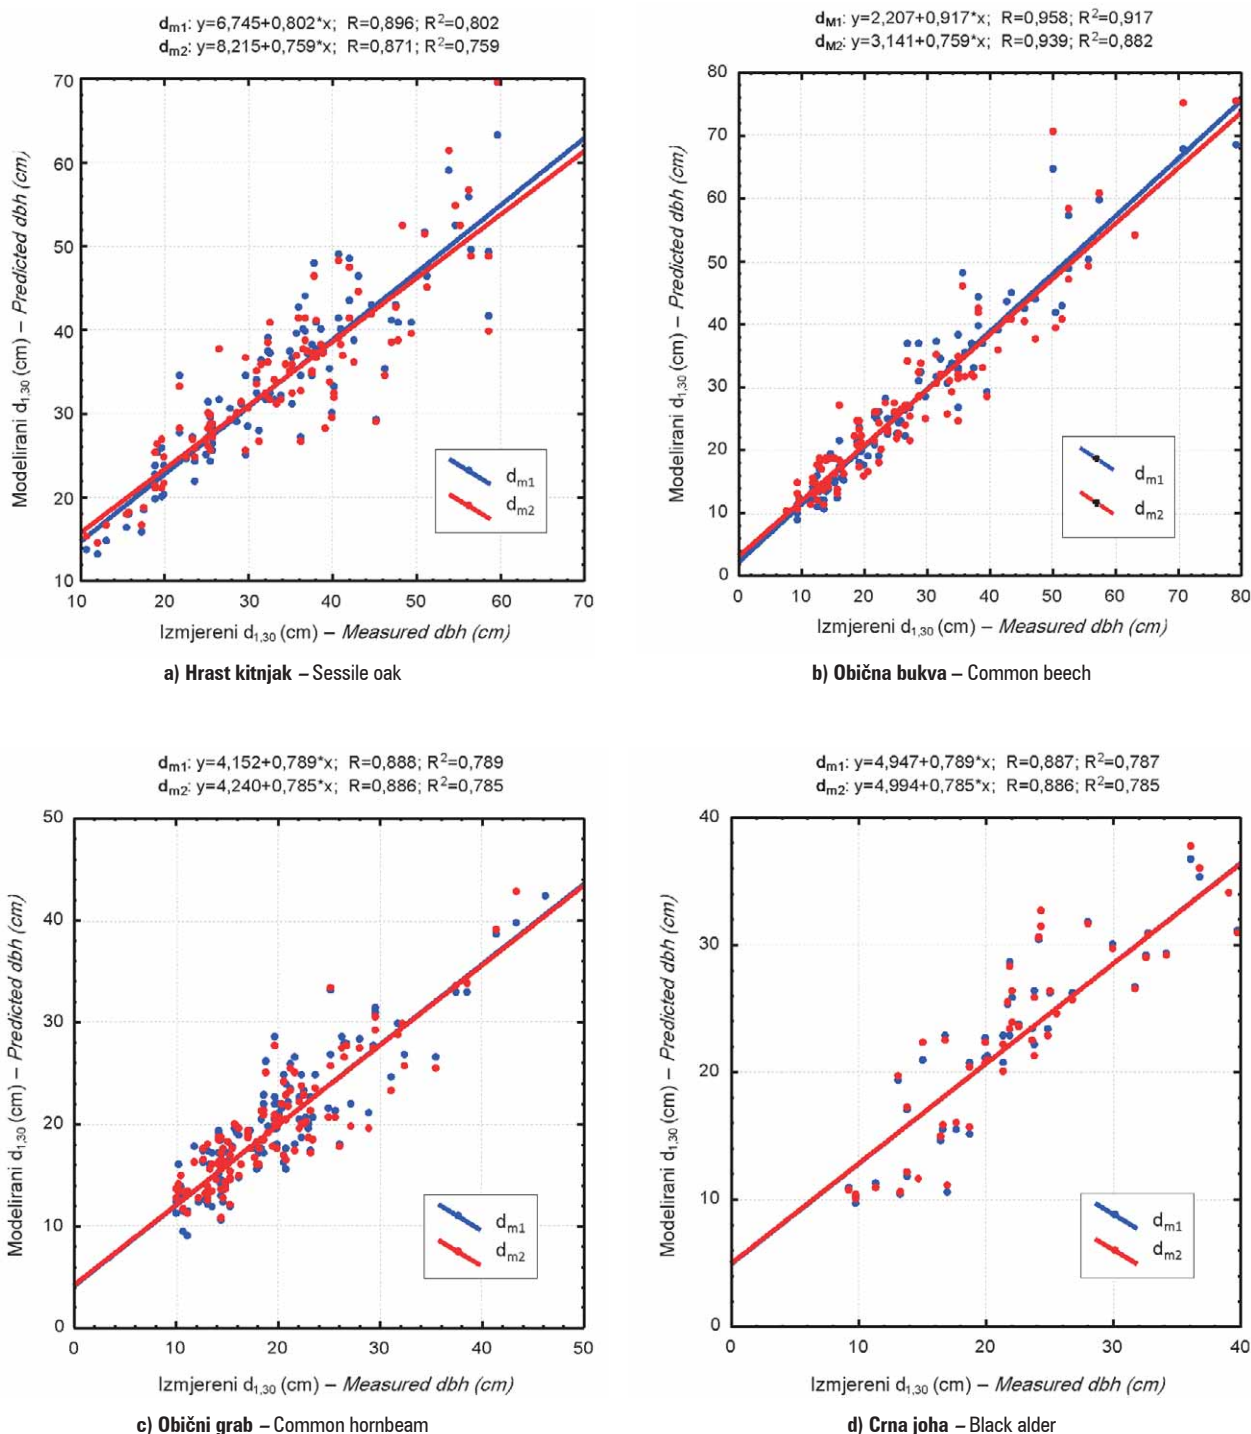 dm1: y=6,745+0,802*x; R=0,896; R²=0,802
dm2: y=8,215+0,759*x; R=0,871; R²=0,759
70
60
50
40
30
20
10
Modelirani d1,30 (cm) – Predicted dbh (cm)
dm1
dm2
10 20 30 40 50 60 70
Izmjereni d1,30 (cm) – Measured dbh (cm)
a) Hrast kitnjak – Sessile oak
dM1: y=2,207+0,917*x; R=0,958; R²=0,917
dM2: y=3,141+0,759*x; R=0,939; R²=0,882
80
70
60
50
40
30
20
10
0
Modelirani d1,30 (cm) – Predicted dbh (cm)
dm1
dm2
0 10 20 30 40 50 60 70 80
Izmjereni d1,30 (cm) – Measured dbh (cm)
b) Obična bukva – Common beech
dm1: y=4,152+0,789*x; R=0,888; R²=0,789
dm2: y=4,240+0,785*x; R=0,886; R²=0,785
50
40
30
20
10
0
Modelirani d1,30 (cm) – Predicted dbh (cm)
dm1
dm2
0 10 20 30 40 50
Izmjereni d1,30 (cm) – Measured dbh (cm)
c) Obični grab – Common hornbeam
dm1: y=4,947+0,789*x; R=0,887; R²=0,787
dm2: y=4,994+0,785*x; R=0,886; R²=0,785
40
30
20
10
0
Modelirani d1,30 (cm) – Predicted dbh (cm)
dm1
dm2
0 10 20 30 40
Izmjereni d1,30 (cm) – Measured dbh (cm)
d) Crna joha – Black alder